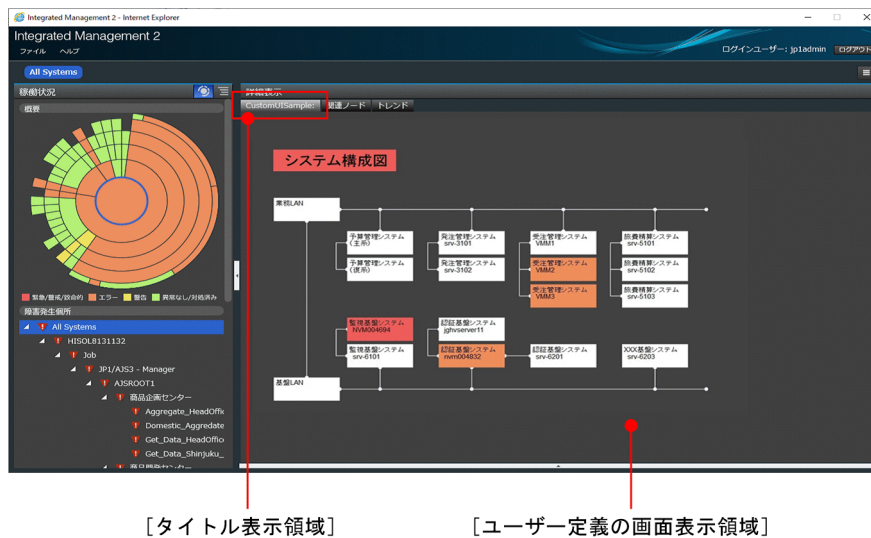 Integrated Management 2 - Internet Explorer
Integrated Management 2
ファイル ヘルプ
ログインユーザー: jp1admin ログアウト
All Systems
稼働状況
概要
緊急/警戒/致命的 エラー 警告 異常なし/対処済み
障害発生個所
All Systems
HISOL8131132
Job
JP1/AJS3 - Manager
AJSROOT1
商品企画センター
Aggregate_HeadOffic
Domestic_Aggredate
Get_Data_HeadOffic
Get_Data_Shinjuku_
商品開発センター
詳細表示
CustomUISample: 関連ノード トレンド
システム構成図
業務LAN
予算管理システム
(主系)
予算管理システム
(従系)
発注管理システム
srv-3101
発注管理システム
srv-3102
受注管理システム
VMM1
受注管理システム
VMM2
受注管理システム
VMM3
旅費精算システム
srv-5101
旅費精算システム
srv-5102
旅費精算システム
srv-5103
監視基盤システム
NVM004694
監視基盤システム
srv-6101
認証基盤システム
jghvserver11
認証基盤システム
nvm004832
認証基盤システム
srv-6201
XXX基盤システム
srv-6203
基盤LAN
[タイトル表示領域]
[ユーザー定義の画面表示領域]